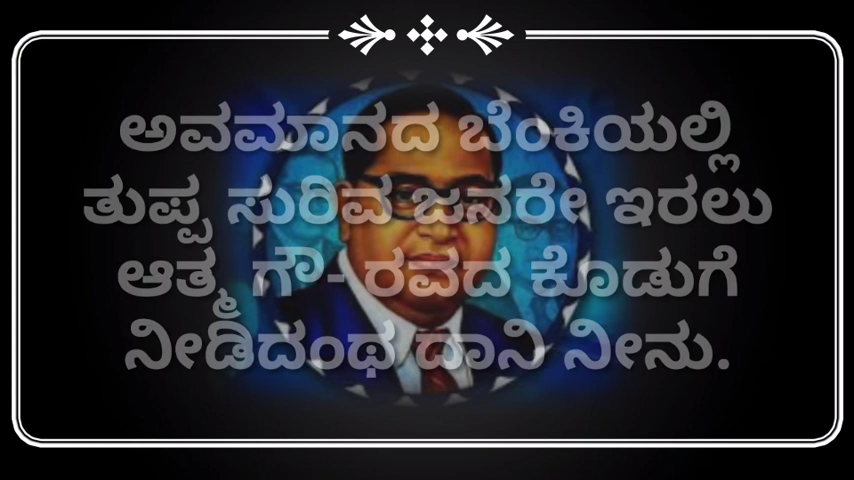 ಅವಮಾನದ ಬೆಂಕಿಯಲ್ಲಿ
ತುಪ್ಪ ಸುರಿವ ಜನರೇ ಇರಲು
ಆತ್ಮ ಗೌ- ರವದ ಕೊಡುಗೆ
ನೀಡಿದಂಥ ದಾನಿ ನೀನು.